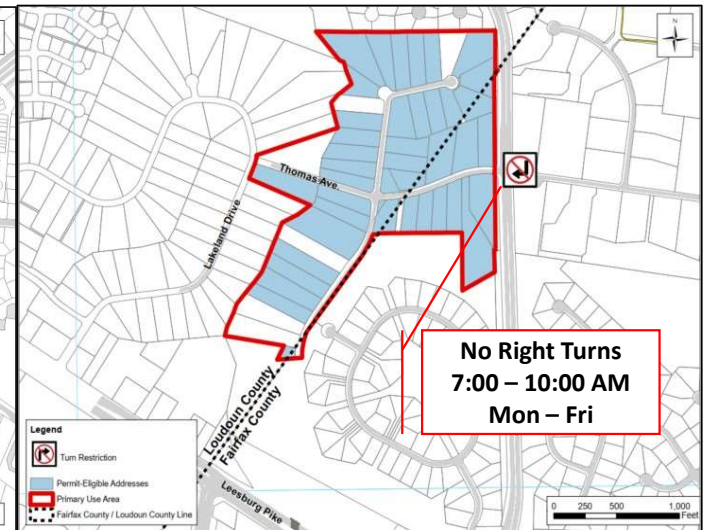 N
Thomas Ave.
Lakeland Drive
No Right Turns
7:00 – 10:00 AM
Mon – Fri
Loudoun County
Fairfax County
Leesburg Pike
Legend
Turn Restriction
Permit-Eligible Addresses
Primary Use Area
Fairfax County / Loudoun County Line
0 250 500 1,000
Feet